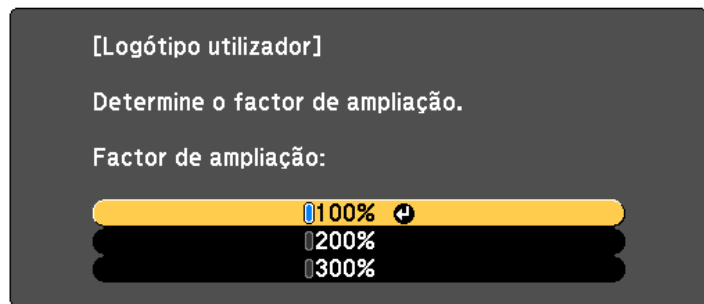 [Logótipo utilizador]
Determine o factor de ampliação.
Factor de ampliação:
100%
200%
300%